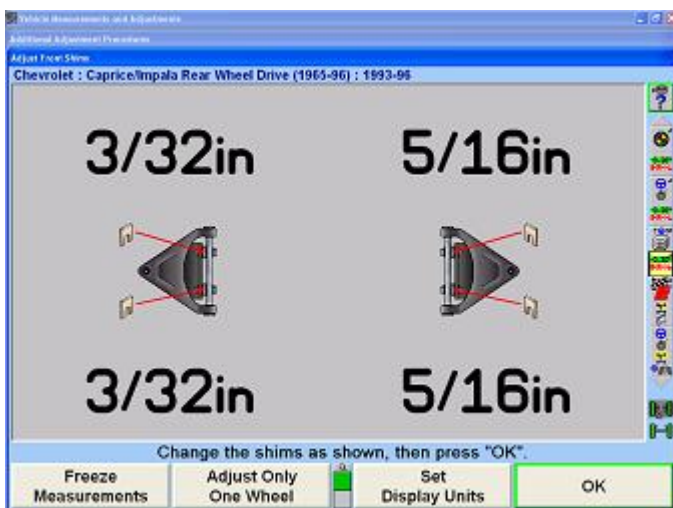 Vehicle Measurements and Adjustments
Additional Adjustment Procedures
Adjust Front Shims
Chevrolet : Caprice/Impala Rear Wheel Drive (1965-96) : 1993-96
3/32in 5/16in
3/32in 5/16in
Change the shims as shown, then press "OK".
Freeze Measurements
Adjust Only One Wheel
Set Display Units
OK